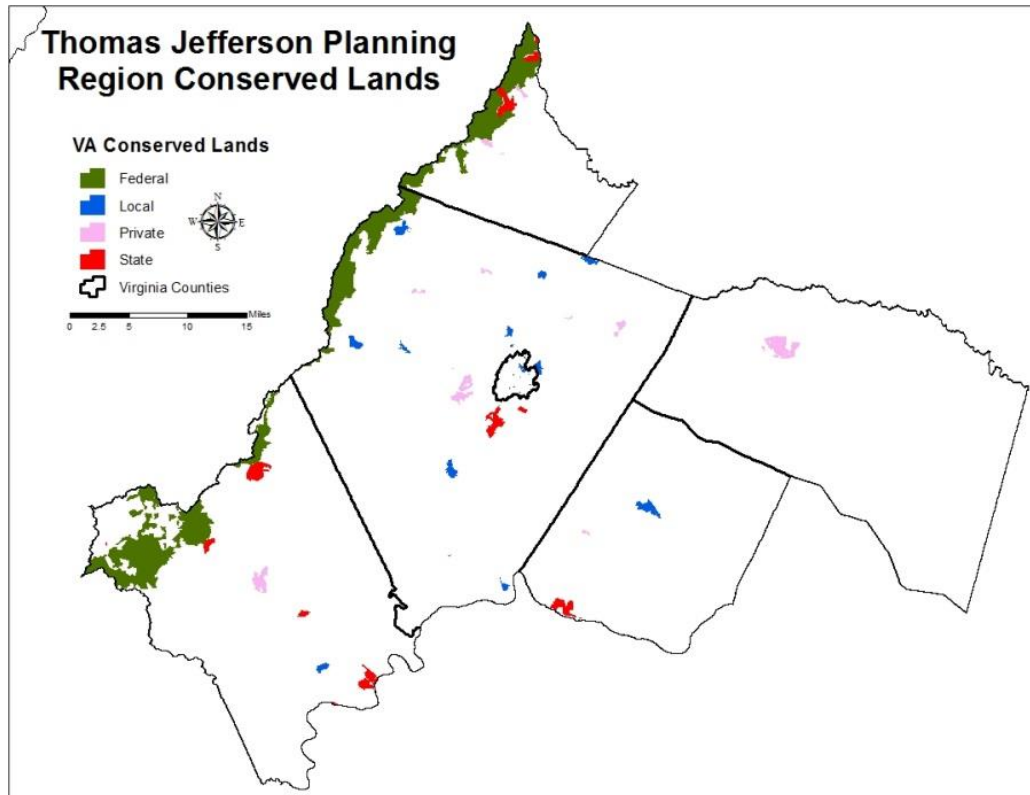 Thomas Jefferson Planning
Region Conserved Lands
VA Conserved Lands
Federal
Local
Private
State
Virginia Counties
N
W E
S
Miles
0 2.5 5 10 15